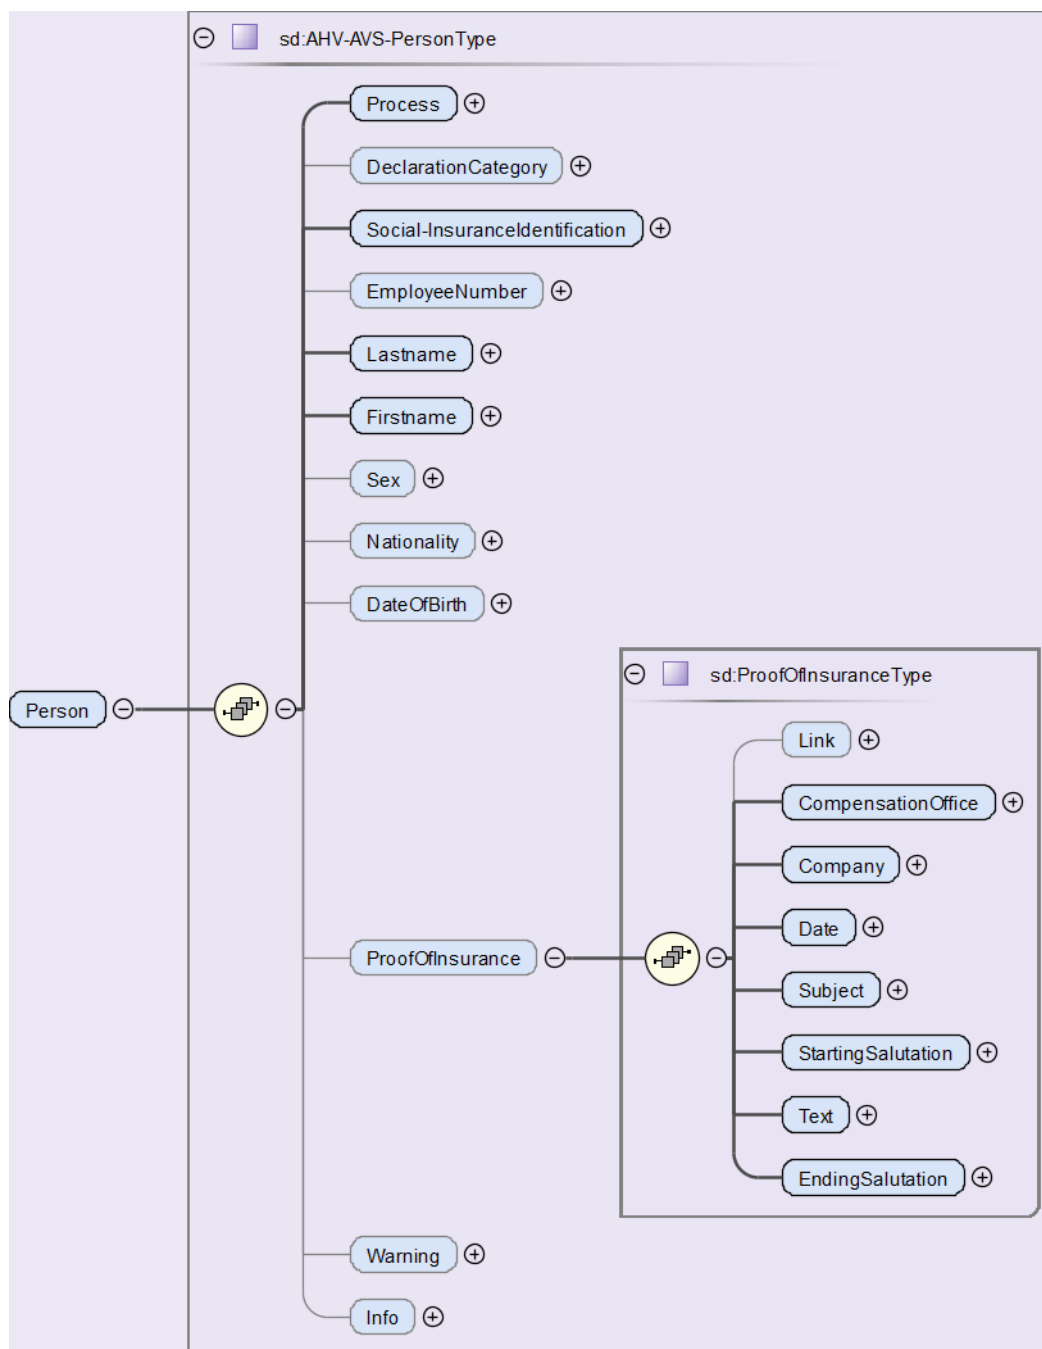 sd:AHV-AVS-PersonType
Process
DeclarationCategory
Social-InsuranceIdentification
EmployeeNumber
Lastname
Firstname
Sex
Nationality
DateOfBirth
Person
sd:ProofOfInsuranceType
Link
CompensationOffice
Company
Date
ProofOfInsurance
Subject
StartingSalutation
Text
EndingSalutation
Warning
Info